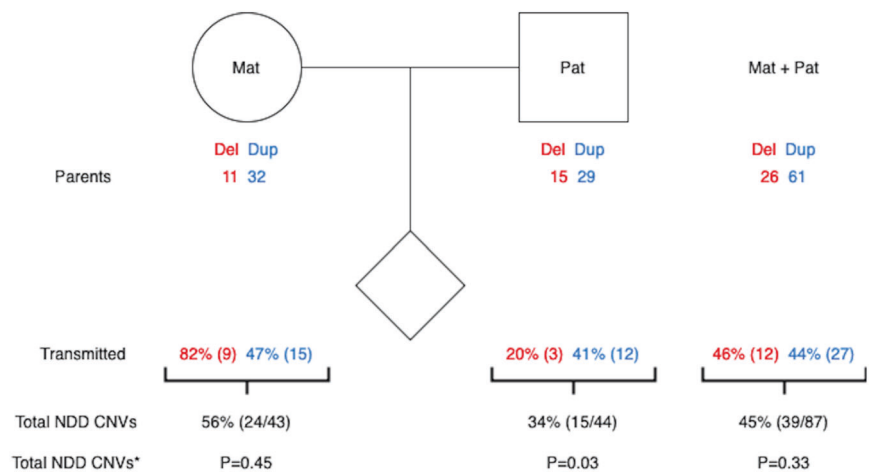 Mat Pat Mat + Pat
Del Dup Del Dup Del Dup
Parents 11 32 15 29 26 61
Transmitted 82% (9) 47% (15) 20% (3) 41% (12) 46% (12) 44% (27)
Total NDD CNVs 56% (24/43) 34% (15/44) 45% (39/87)
Total NDD CNVs* P=0.45 P=0.03 P=0.33